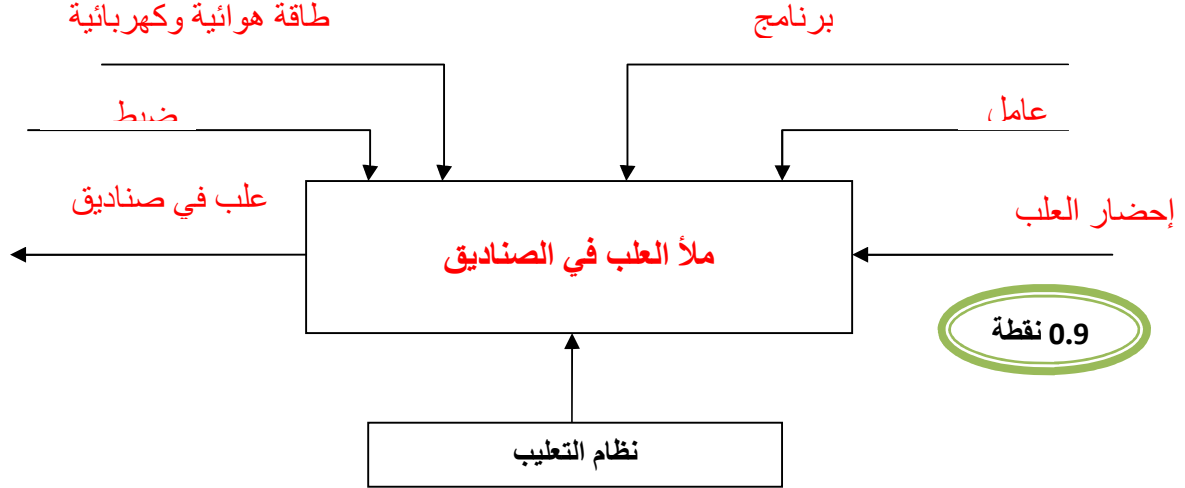 برنامج
طاقة هوائية وكهربائية
عامل
ضبط
إحضار العلب
علب في صناديق
ملأ العلب في الصناديق
0.9 نقطة
نظام التعليب